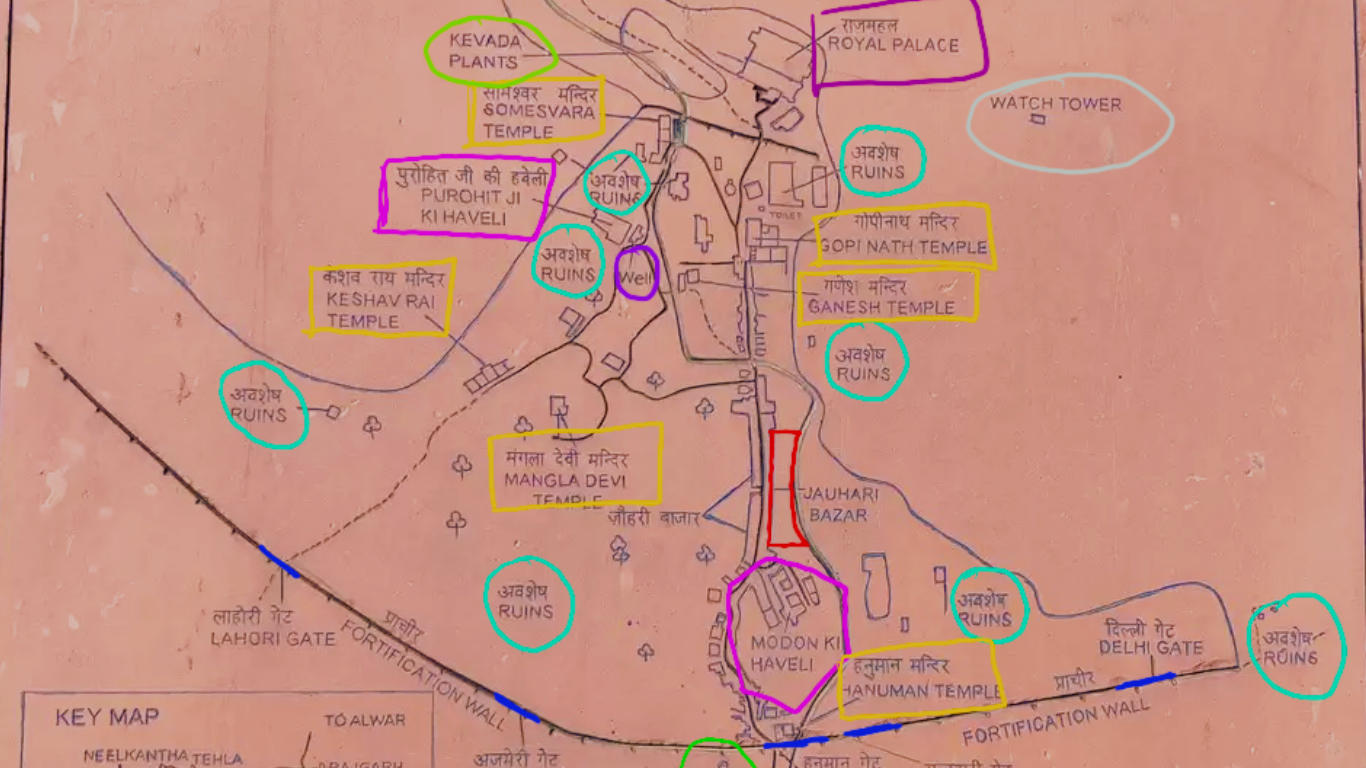 KEVADA
PLANTS
राजमहल
ROYAL PALACE
सोमेश्वर मन्दिर
SOMESVARA
TEMPLE
WATCH TOWER
अवशेष
RUINS
पुरोहित जी की हवेली
PUROHIT JI
KI HAVELI
अवशेष
RUINS
TOILET
गोपीनाथ मन्दिर
GOPI NATH TEMPLE
अवशेष
RUINS
Well
केशव राय मन्दिर
KESHAV RAI
TEMPLE
गणेश मन्दिर
GANESH TEMPLE
अवशेष
RUINS
अवशेष
RUINS
मंगला देवी मन्दिर
MANGLA DEVI
TEMPLE
जौहरी बाजार
JAUHARI
BAZAR
अवशेष
RUINS
अवशेष
RUINS
लाहोरी गेट
LAHORI GATE
प्राचीर
FORTIFICATION WALL
MODON KI
HAVELI
हनुमान मन्दिर
HANUMAN TEMPLE
दिल्ली गेट
DELHI GATE
अवशेष
RUINS
प्राचीर
FORTIFICATION WALL
KEY MAP
TO ALWAR
NEELKANTHA TEHLA
अजमेरी गेट
हनुमान गेट